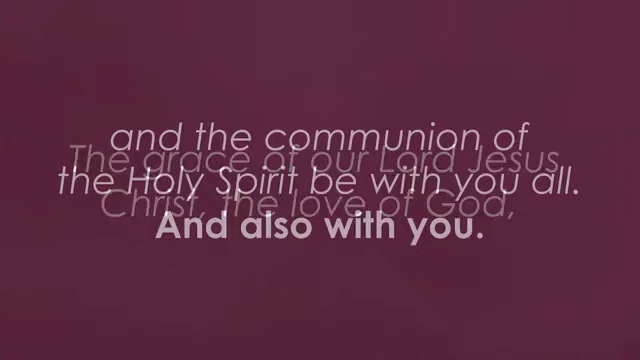 The grace of our Lord Jesus
Christ, the love of God,
and the communion of
the Holy Spirit be with you all.
And also with you.